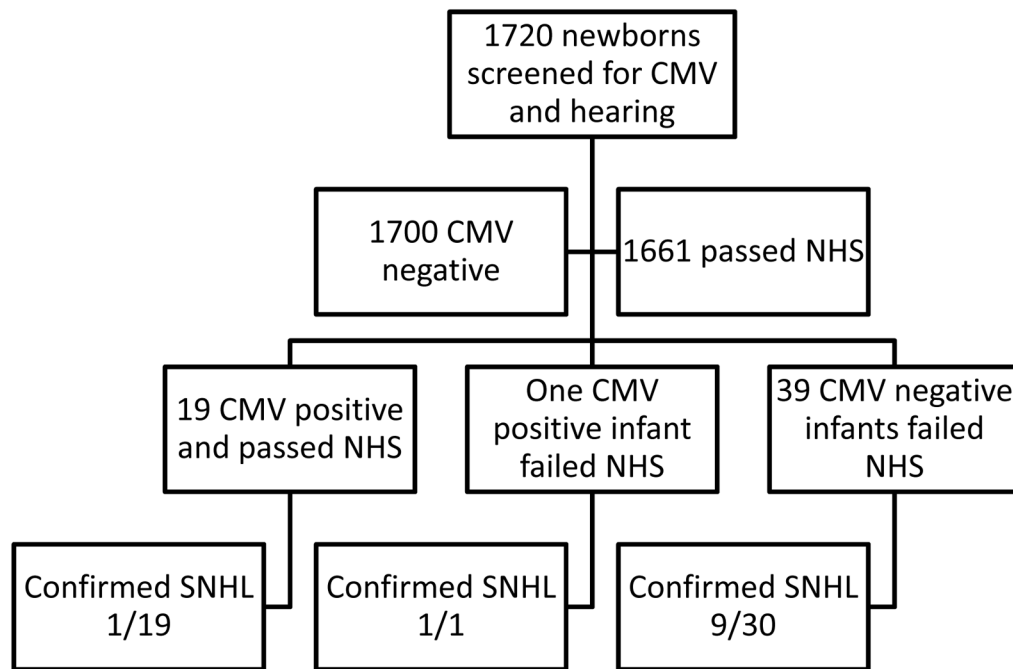 1720 newborns
screened for CMV
and hearing
1700 CMV
negative
1661 passed NHS
19 CMV positive
and passed NHS
One CMV
positive infant
failed NHS
39 CMV negative
infants failed
NHS
Confirmed SNHL
1/19
Confirmed SNHL
1/1
Confirmed SNHL
9/30